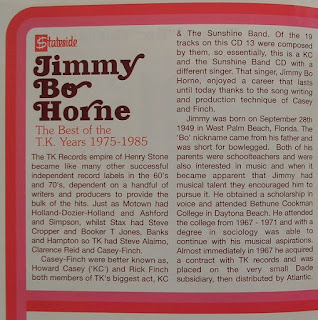 Stateside
Jimmy
Bo
Horne
The Best of the
T.K. Years 1975-1985
The TK Records empire of Henry Stone
became like many other successful
independent record labels in the 60's
and 70's, dependent on a handful of
writers and producers to provide the
bulk of the hits. Just as Motown had
Holland-Dozier-Holland and Ashford
and Simpson, whilst Stax had Steve
Cropper and Booker T Jones, Banks
and Hampton so TK had Steve Alaimo,
Clarence Reid and Casey-Finch.
Casey-Finch were better known as,
Howard Casey ('KC') and Rick Finch
both members of TK's biggest act, KC
& The Sunshine Band. Of the 19
tracks on this CD 13 were composed
by them, so essentially, this is a KC
and the Sunshine Band CD with a
different singer. That singer, Jimmy Bo
Horne, enjoyed a career that lasts
until today thanks to the song writing
and production technique of Casey
and Finch.
Jimmy was born on September 28th
1949 in West Palm Beach, Florida. The
'Bo' nickname came from his father and
was short for bowlegged. Both of his
parents were schoolteachers and were
also interested in music and when it
became apparent that Jimmy had
musical talent they encouraged him to
pursue it. He obtained a scholarship in
voice and attended Bethune Cookman
College in Daytona Beach. He attended
the college from 1967 - 1971 and with a
degree in sociology was able to
continue with his musical aspirations.
Almost immediately in 1967 he acquired
a contract with TK records and was
placed on the very small Dade
subsidiary, then distributed by Atlantic.